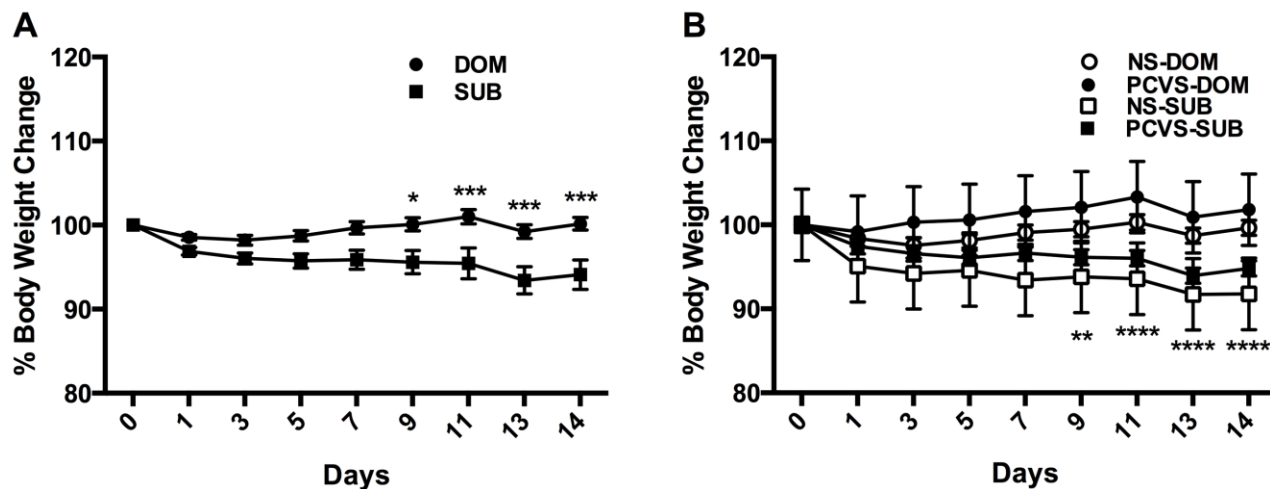 A
% Body Weight Change
120
110
100
90
80
DOM
SUB
* *** *** ***
0 1 3 5 7 9 11 13 14
Days
B
% Body Weight Change
120
110
100
90
80
NS-DOM
PCVS-DOM
NS-SUB
PCVS-SUB
** **** **** ****
0 1 3 5 7 9 11 13 14
Days